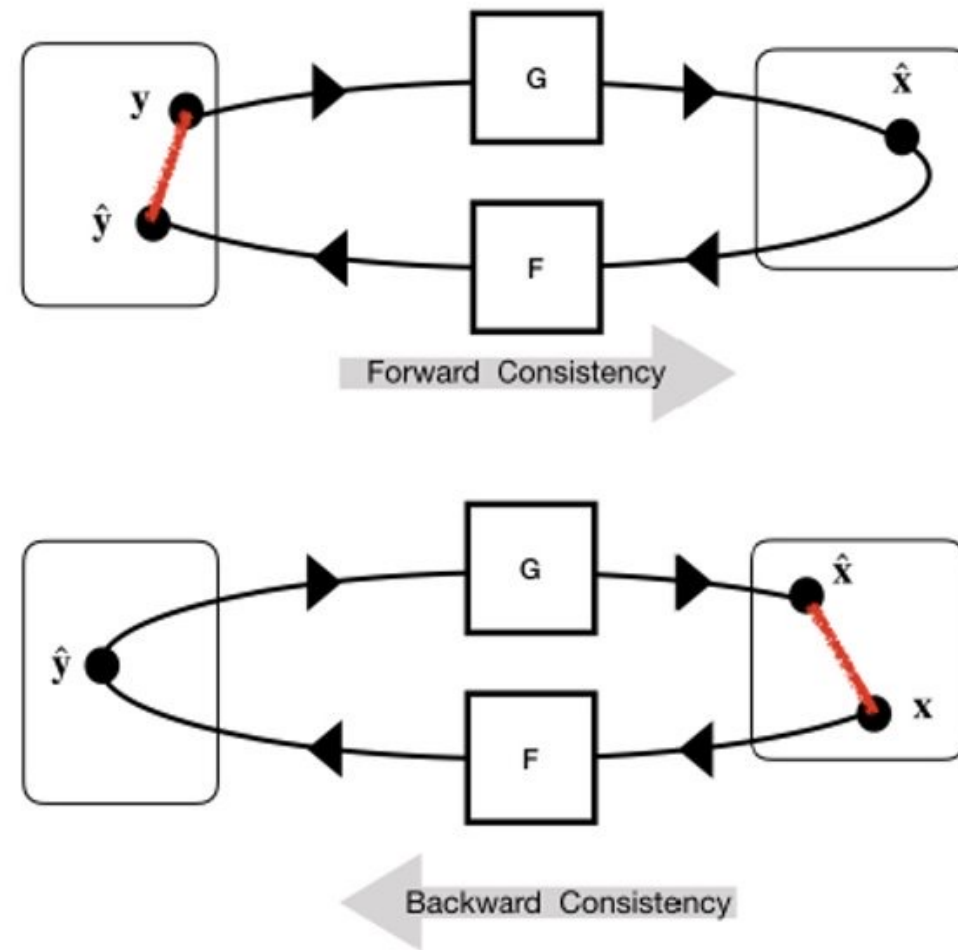 G
x̂
y
ŷ
F
Forward Consistency
G
x̂
ŷ
x
F
Backward Consistency